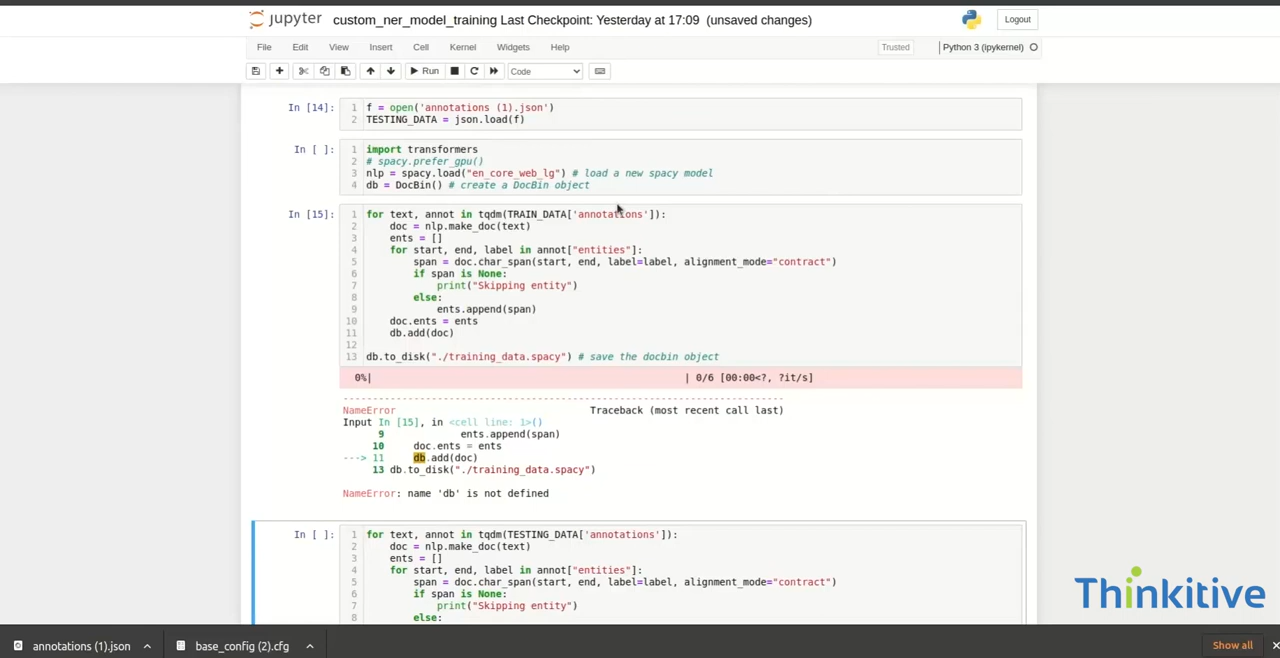 jupyter custom_ner_model_training Last Checkpoint: Yesterday at 17:09 (unsaved changes) Logout
File Edit View Insert Cell Kernel Widgets Help Trusted Python 3 (ipykernel)
Run Code
In [14]: 1 f = open('annotations (1).json')
2 TESTING_DATA = json.load(f)
In [ ]: 1 import transformers
2 # spacy.prefer_gpu()
3 nlp = spacy.load("en_core_web_lg") # load a new spacy model
4 db = DocBin() # create a DocBin object
In [15]: 1 for text, annot in tqdm(TRAIN_DATA['annotations']):
2 doc = nlp.make_doc(text)
3 ents = []
4 for start, end, label in annot["entities"]:
5 span = doc.char_span(start, end, label=label, alignment_mode="contract")
6 if span is None:
7 print("Skipping entity")
8 else:
9 ents.append(span)
10 doc.ents = ents
11 db.add(doc)
12
13 db.to_disk("./training_data.spacy") # save the docbin object
0%| | 0/6 [00:00<?, ?it/s]
---------------------------------------------------------------------------
NameError Traceback (most recent call last)
Input In [15], in <cell line: 1>()
9 ents.append(span)
10 doc.ents = ents
---> 11 db.add(doc)
13 db.to_disk("./training_data.spacy")
NameError: name 'db' is not defined
In [ ]: 1 for text, annot in tqdm(TESTING_DATA['annotations']):
2 doc = nlp.make_doc(text)
3 ents = []
4 for start, end, label in annot["entities"]:
5 span = doc.char_span(start, end, label=label, alignment_mode="contract")
6 if span is None:
7 print("Skipping entity")
8 else:
Thinkitive
annotations (1).json base_config (2).cfg Show all